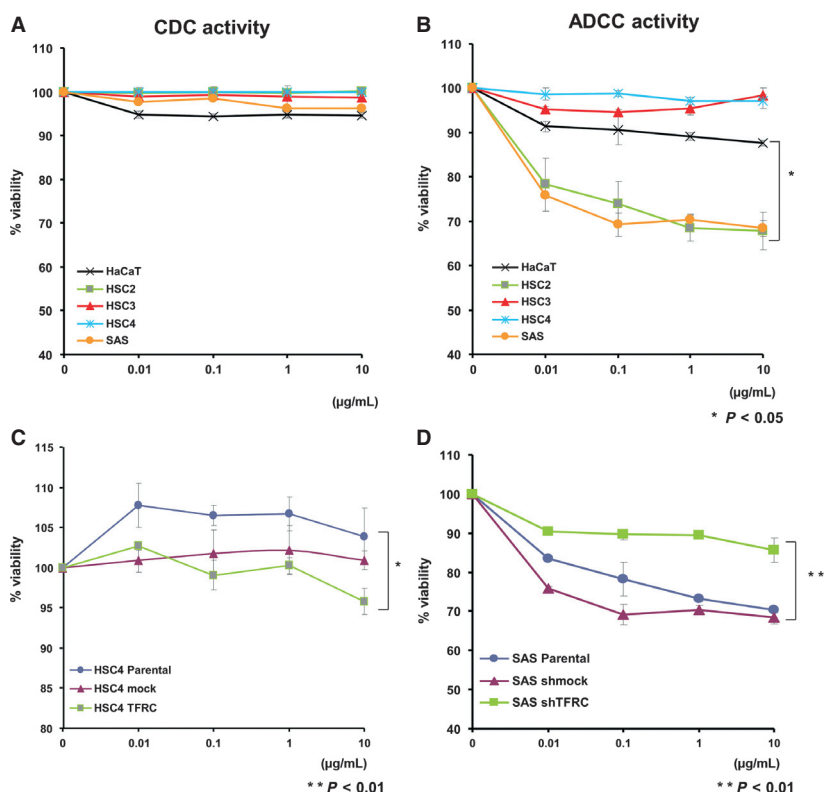 A
CDC activity
% viability
110
100
90
80
70
60
50
40
HaCaT
HSC2
HSC3
HSC4
SAS
0 0.01 0.1 1 10
(µg/mL)
B
ADCC activity
% viability
110
100
90
80
70
60
50
40
*
HaCaT
HSC2
HSC3
HSC4
SAS
0 0.01 0.1 1 10
(µg/mL)
* P < 0.05
C
% viability
115
110
105
100
95
90
85
80
*
HSC4 Parental
HSC4 mock
HSC4 TFRC
0 0.01 0.1 1 10
(µg/mL)
** P < 0.01
D
% viability
110
100
90
80
70
60
50
40
**
SAS Parental
SAS shmock
SAS shTFRC
0 0.01 0.1 1 10
(µg/mL)
** P < 0.01